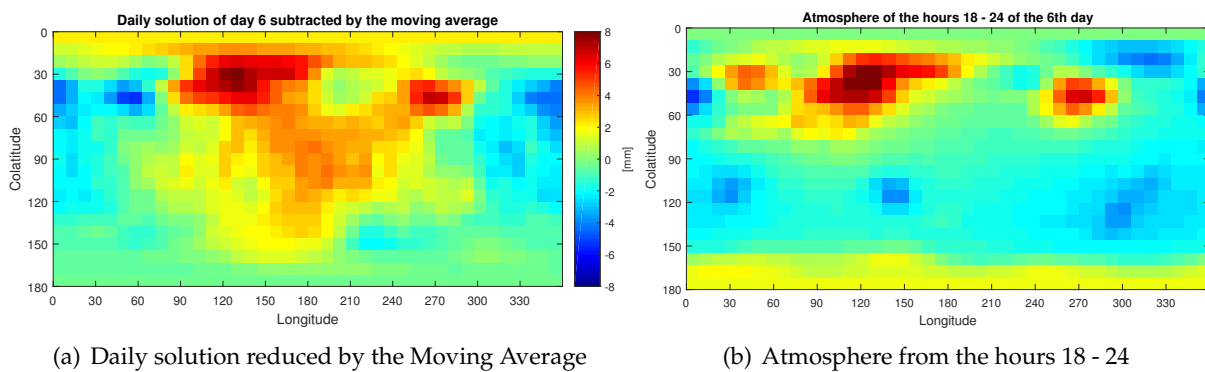 Daily solution of day 6 subtracted by the moving average
0
30
60
90
120
150
180
Colatitude
0 30 60 90 120 150 180 210 240 270 300 330
Longitude
8
6
4
2
0
-2
-4
-6
-8
[mm]
(a) Daily solution reduced by the Moving Average
Atmosphere of the hours 18 - 24 of the 6th day
0
30
60
90
120
150
180
Colatitude
0 30 60 90 120 150 180 210 240 270 300 330
Longitude
(b) Atmosphere from the hours 18 - 24